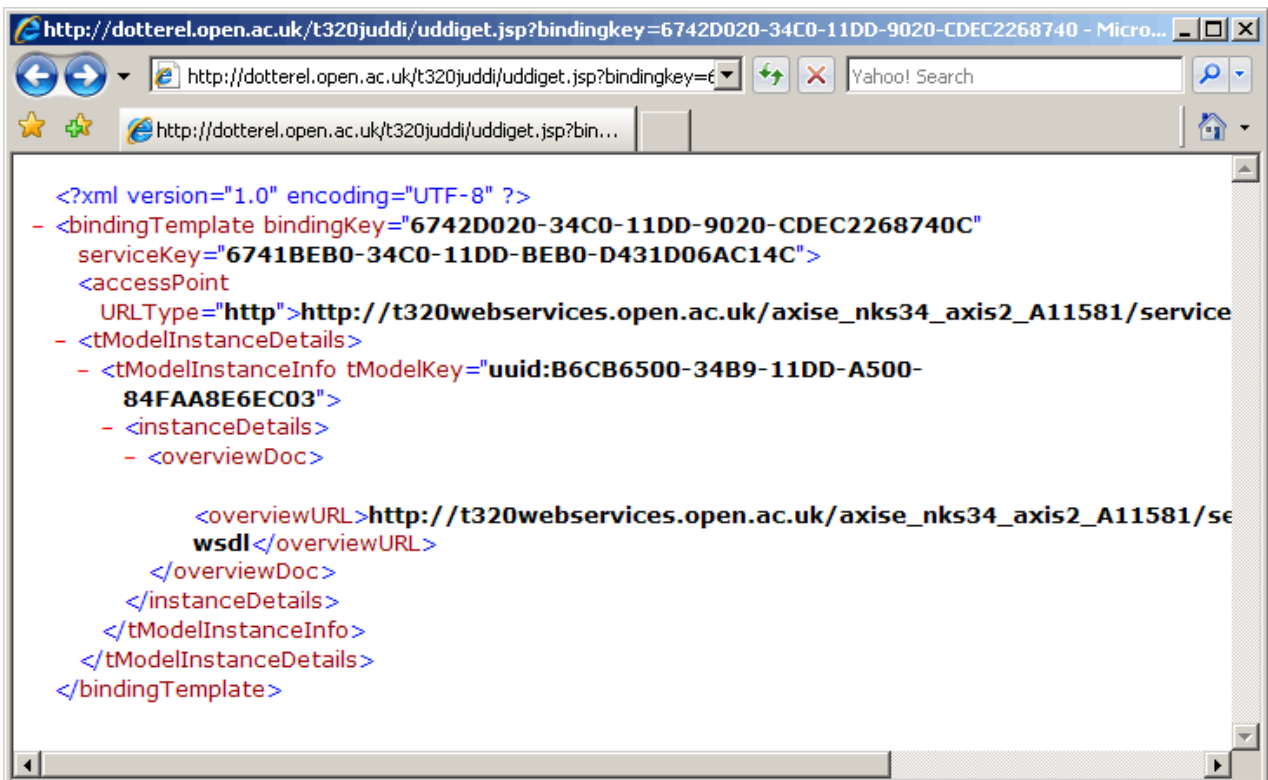 http://dotterel.open.ac.uk/t320juddi/uddiget.jsp?bindingkey=6742D020-34C0-11DD-9020-CDEC2268740 - Micro...
http://dotterel.open.ac.uk/t320juddi/uddiget.jsp?bindingkey=6
Yahoo! Search
http://dotterel.open.ac.uk/t320juddi/uddiget.jsp?bin...
<?xml version="1.0" encoding="UTF-8" ?>
- <bindingTemplate bindingKey="6742D020-34C0-11DD-9020-CDEC2268740C"
serviceKey="6741BEB0-34C0-11DD-BEB0-D431D06AC14C">
<accessPoint
URLType="http">http://t320webservices.open.ac.uk/axise_nks34_axis2_A11581/service
- <tModelInstanceDetails>
- <tModelInstanceInfo tModelKey="uuid:B6CB6500-34B9-11DD-A500-
84FAA8E6EC03">
- <instanceDetails>
- <overviewDoc>
<overviewURL>http://t320webservices.open.ac.uk/axise_nks34_axis2_A11581/se
wsdl</overviewURL>
</overviewDoc>
</instanceDetails>
</tModelInstanceInfo>
</tModelInstanceDetails>
</bindingTemplate>